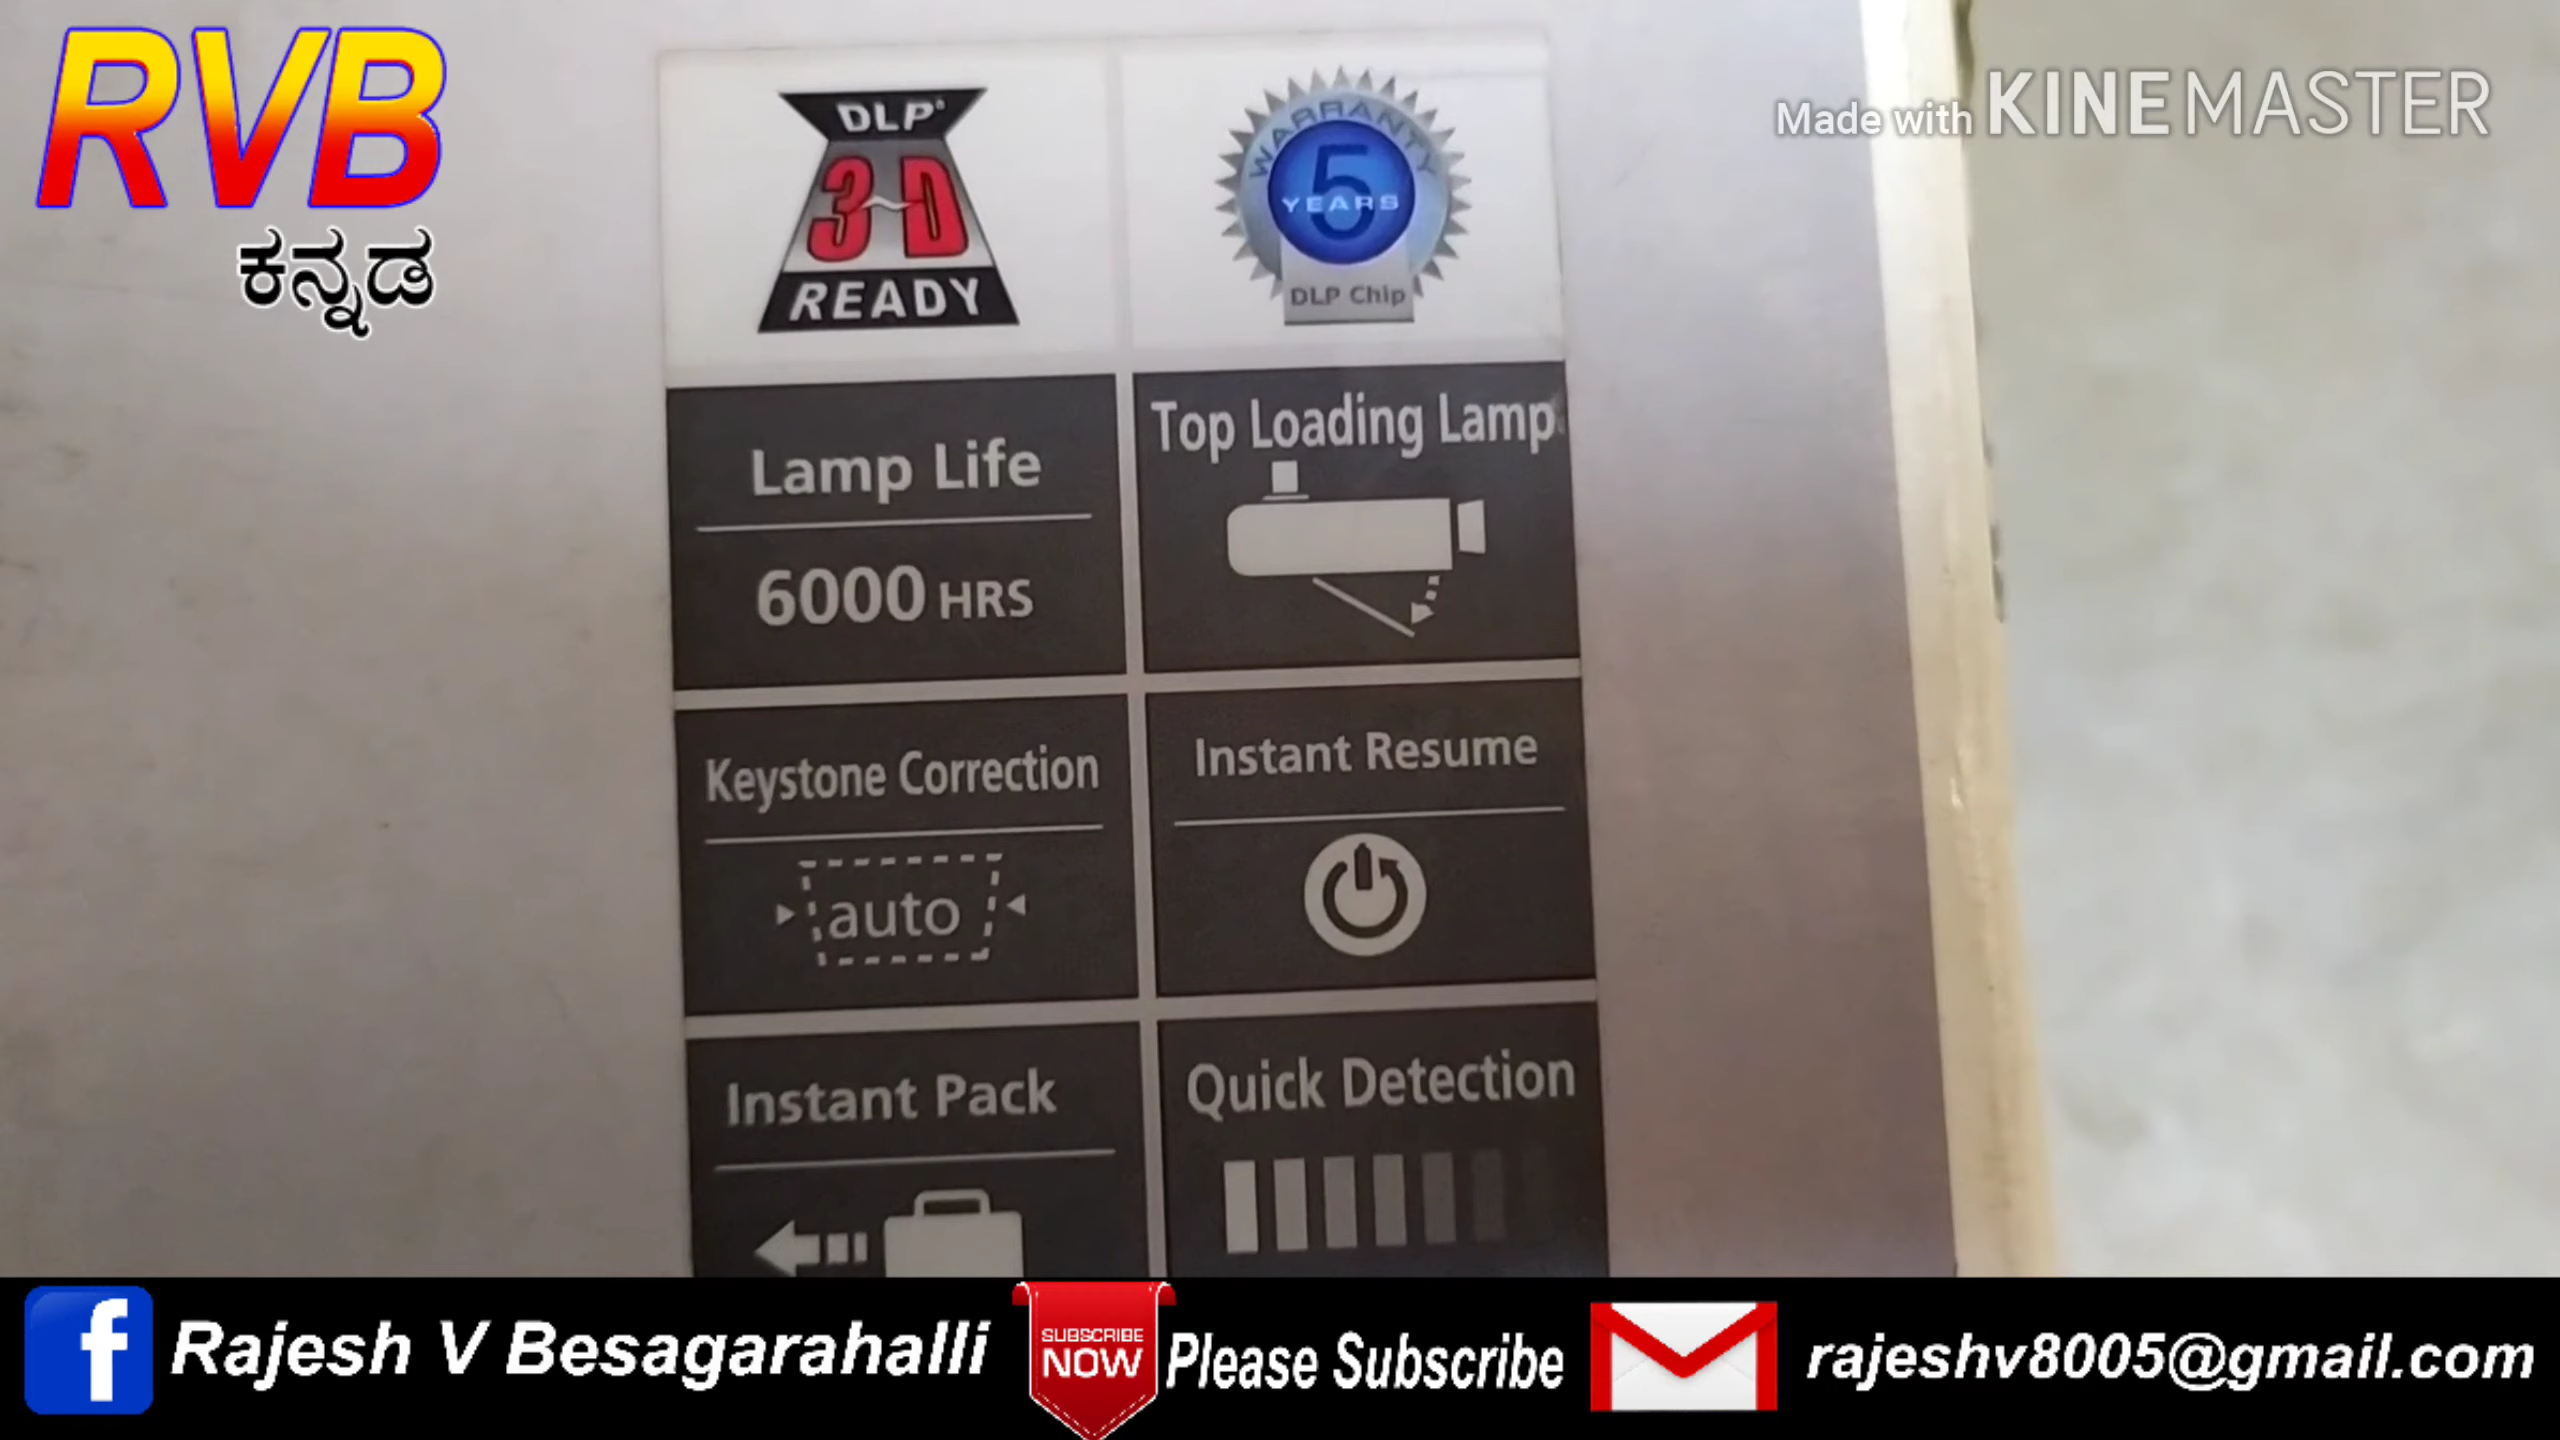 RVB
ಕನ್ನಡ
Made with KINEMASTER
DLP®
3-D
READY
WARRANTY
5
YEARS
DLP Chip
Lamp Life
6000 HRS
Top Loading Lamp
Keystone Correction
auto
Instant Resume
Instant Pack
Quick Detection
Rajesh V Besagarahalli
SUBSCRIBE
NOW
Please Subscribe
rajeshv8005@gmail.com